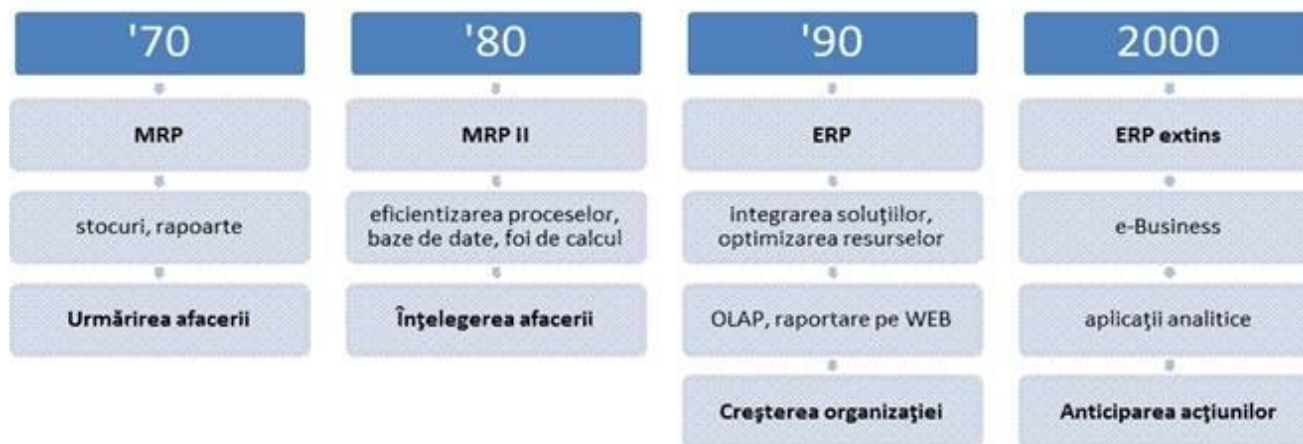 '70
MRP
stocuri, rapoarte
Urmărirea afacerii
'80
MRP II
eficientizarea proceselor,
baze de date, foi de calcul
Înţelegerea afacerii
'90
ERP
integrarea soluţiilor,
optimizarea resurselor
OLAP, raportare pe WEB
Creşterea organizaţiei
2000
ERP extins
e-Business
aplicaţii analitice
Anticiparea acţiunilor